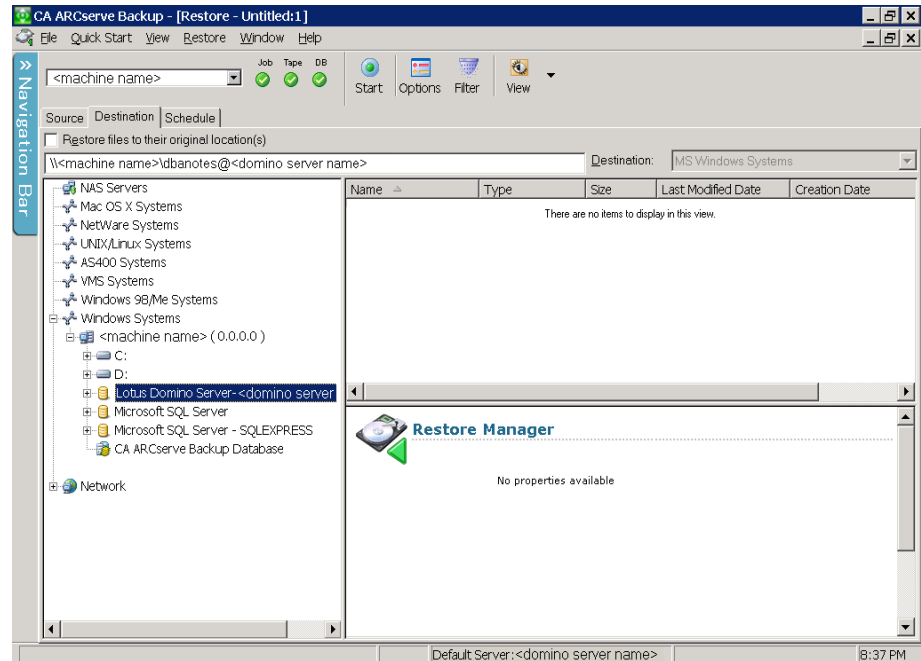 CA ARCserve Backup - [Restore - Untitled:1]
File Quick Start View Restore Window Help
» Navigation Bar
<machine name>
Job Tape DB
Start Options Filter View
Source Destination Schedule
Restore files to their original location(s)
\\<machine name>\dbanotes@<domino server name>
Destination: MS Windows Systems
NAS Servers
Mac OS X Systems
NetWare Systems
UNIX/Linux Systems
AS400 Systems
VMS Systems
Windows 98/Me Systems
Windows Systems
<machine name> ( 0.0.0.0 )
C:
D:
Lotus Domino Server-<domino server
Microsoft SQL Server
Microsoft SQL Server - SQLEXPRESS
CA ARCserve Backup Database
Network
Name Type Size Last Modified Date Creation Date
There are no items to display in this view.
Restore Manager
No properties available
Default Server:<domino server name>
8:37 PM